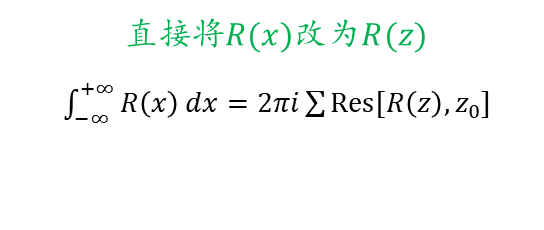 直接将R(x)改为R(z)
∫₋∞⁺∞ R(x) dx = 2πi ∑ Res[R(z), z₀]